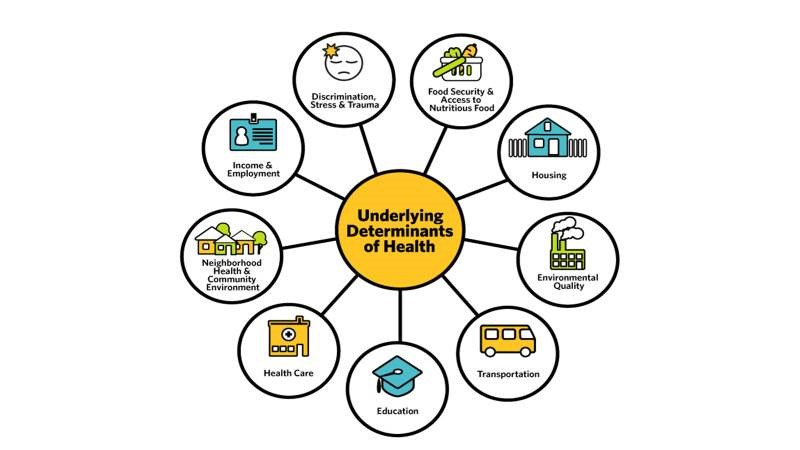 Underlying
Determinants
of Health
Discrimination,
Stress & Trauma
Food Security &
Access to
Nutritious Food
Housing
Environmental
Quality
Transportation
Education
Health Care
Neighborhood
Health &
Community
Environment
Income &
Employment